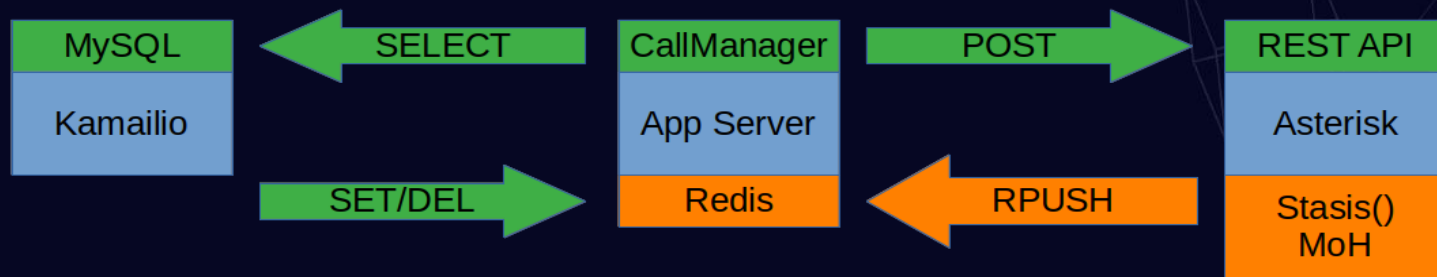 MySQL
SELECT
CallManager
POST
REST API
Kamailio
App Server
Asterisk
SET/DEL
Redis
RPUSH
Stasis()
MoH